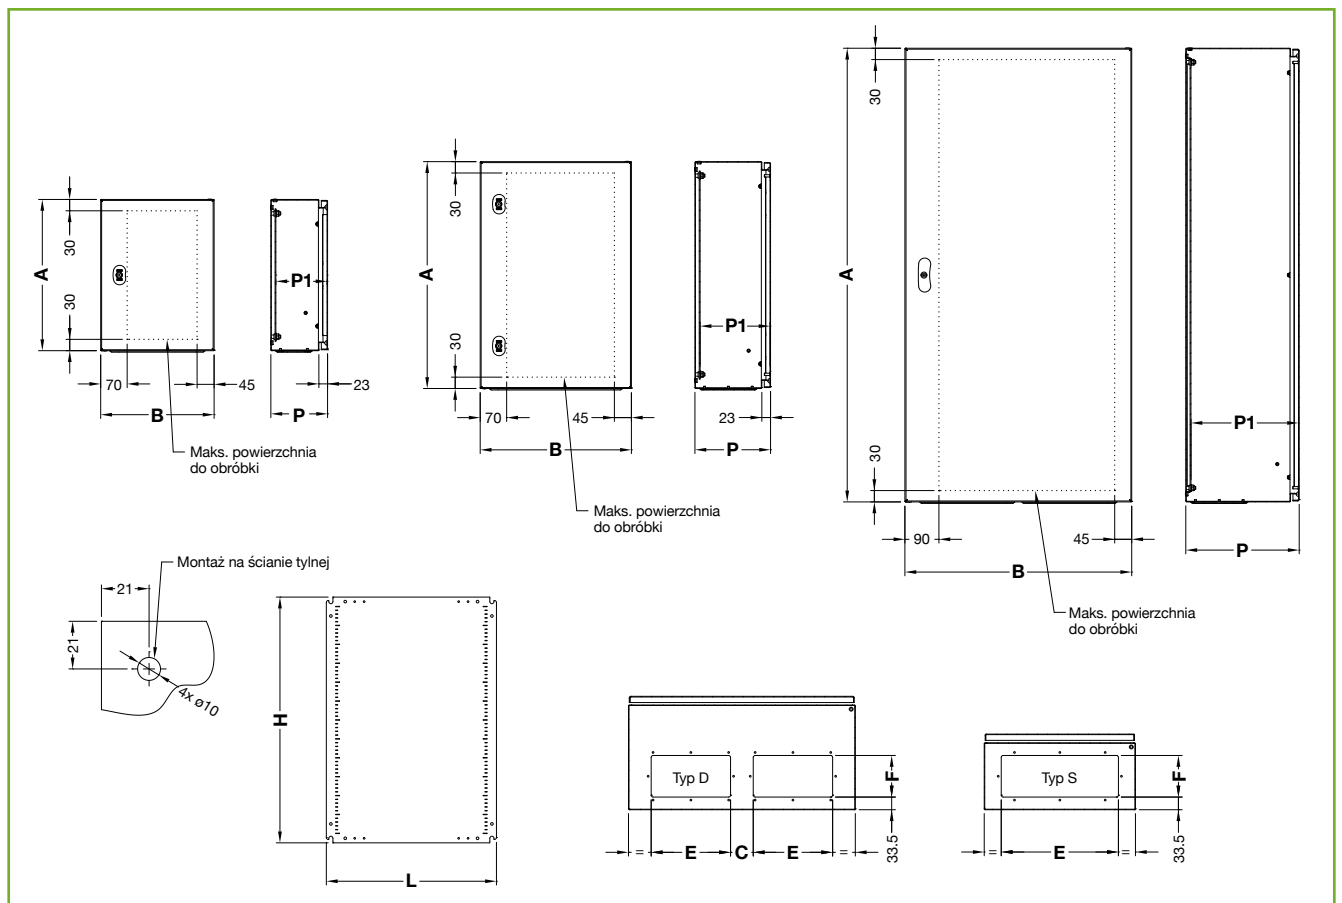 A
30
30
70
45
B
P1
23
P
Maks. powierzchnia
do obróbki
A
30
30
70
45
B
P1
23
P
Maks. powierzchnia
do obróbki
A
30
30
90
45
B
P1
P
Maks. powierzchnia
do obróbki
Montaż na ścianie tylnej
21
21
4x ø10
H
L
Typ D
F
33.5
=
E
C
E
=
Typ S
F
33.5
=
E
=